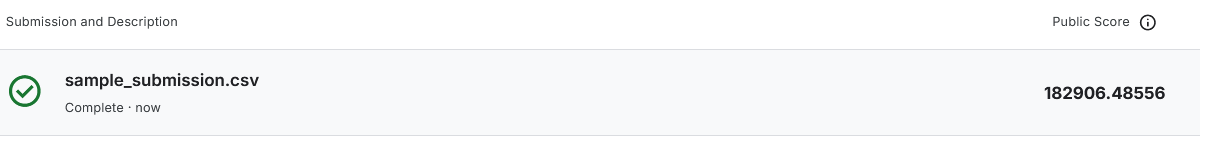 Submission and Description
Public Score
sample_submission.csv
Complete · now
182906.48556